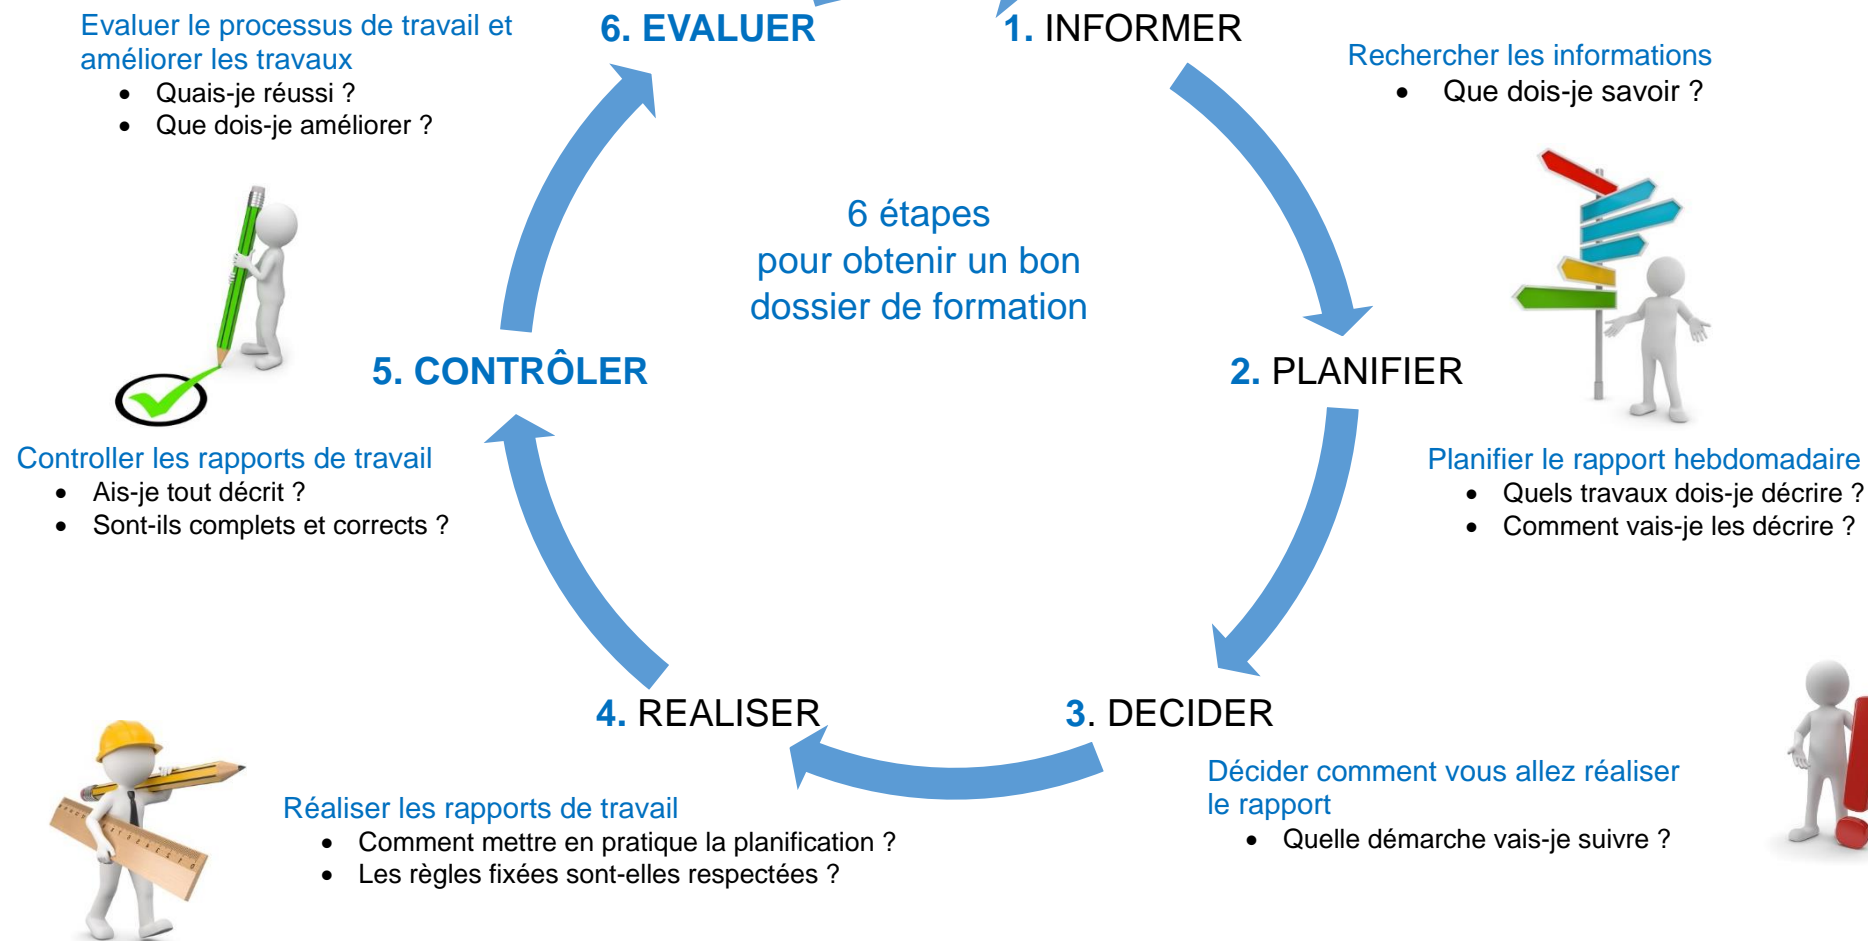 6 étapes
pour obtenir un bon
dossier de formation
1. INFORMER
Rechercher les informations
• Que dois-je savoir ?
2. PLANIFIER
Planifier le rapport hebdomadaire
• Quels travaux dois-je décrire ?
• Comment vais-je les décrire ?
3. DECIDER
Décider comment vous allez réaliser
le rapport
• Quelle démarche vais-je suivre ?
4. REALISER
Réaliser les rapports de travail
• Comment mettre en pratique la planification ?
• Les règles fixées sont-elles respectées ?
5. CONTRÔLER
Controller les rapports de travail
• Ais-je tout décrit ?
• Sont-ils complets et corrects ?
6. EVALUER
Evaluer le processus de travail et
améliorer les travaux
• Quais-je réussi ?
• Que dois-je améliorer ?